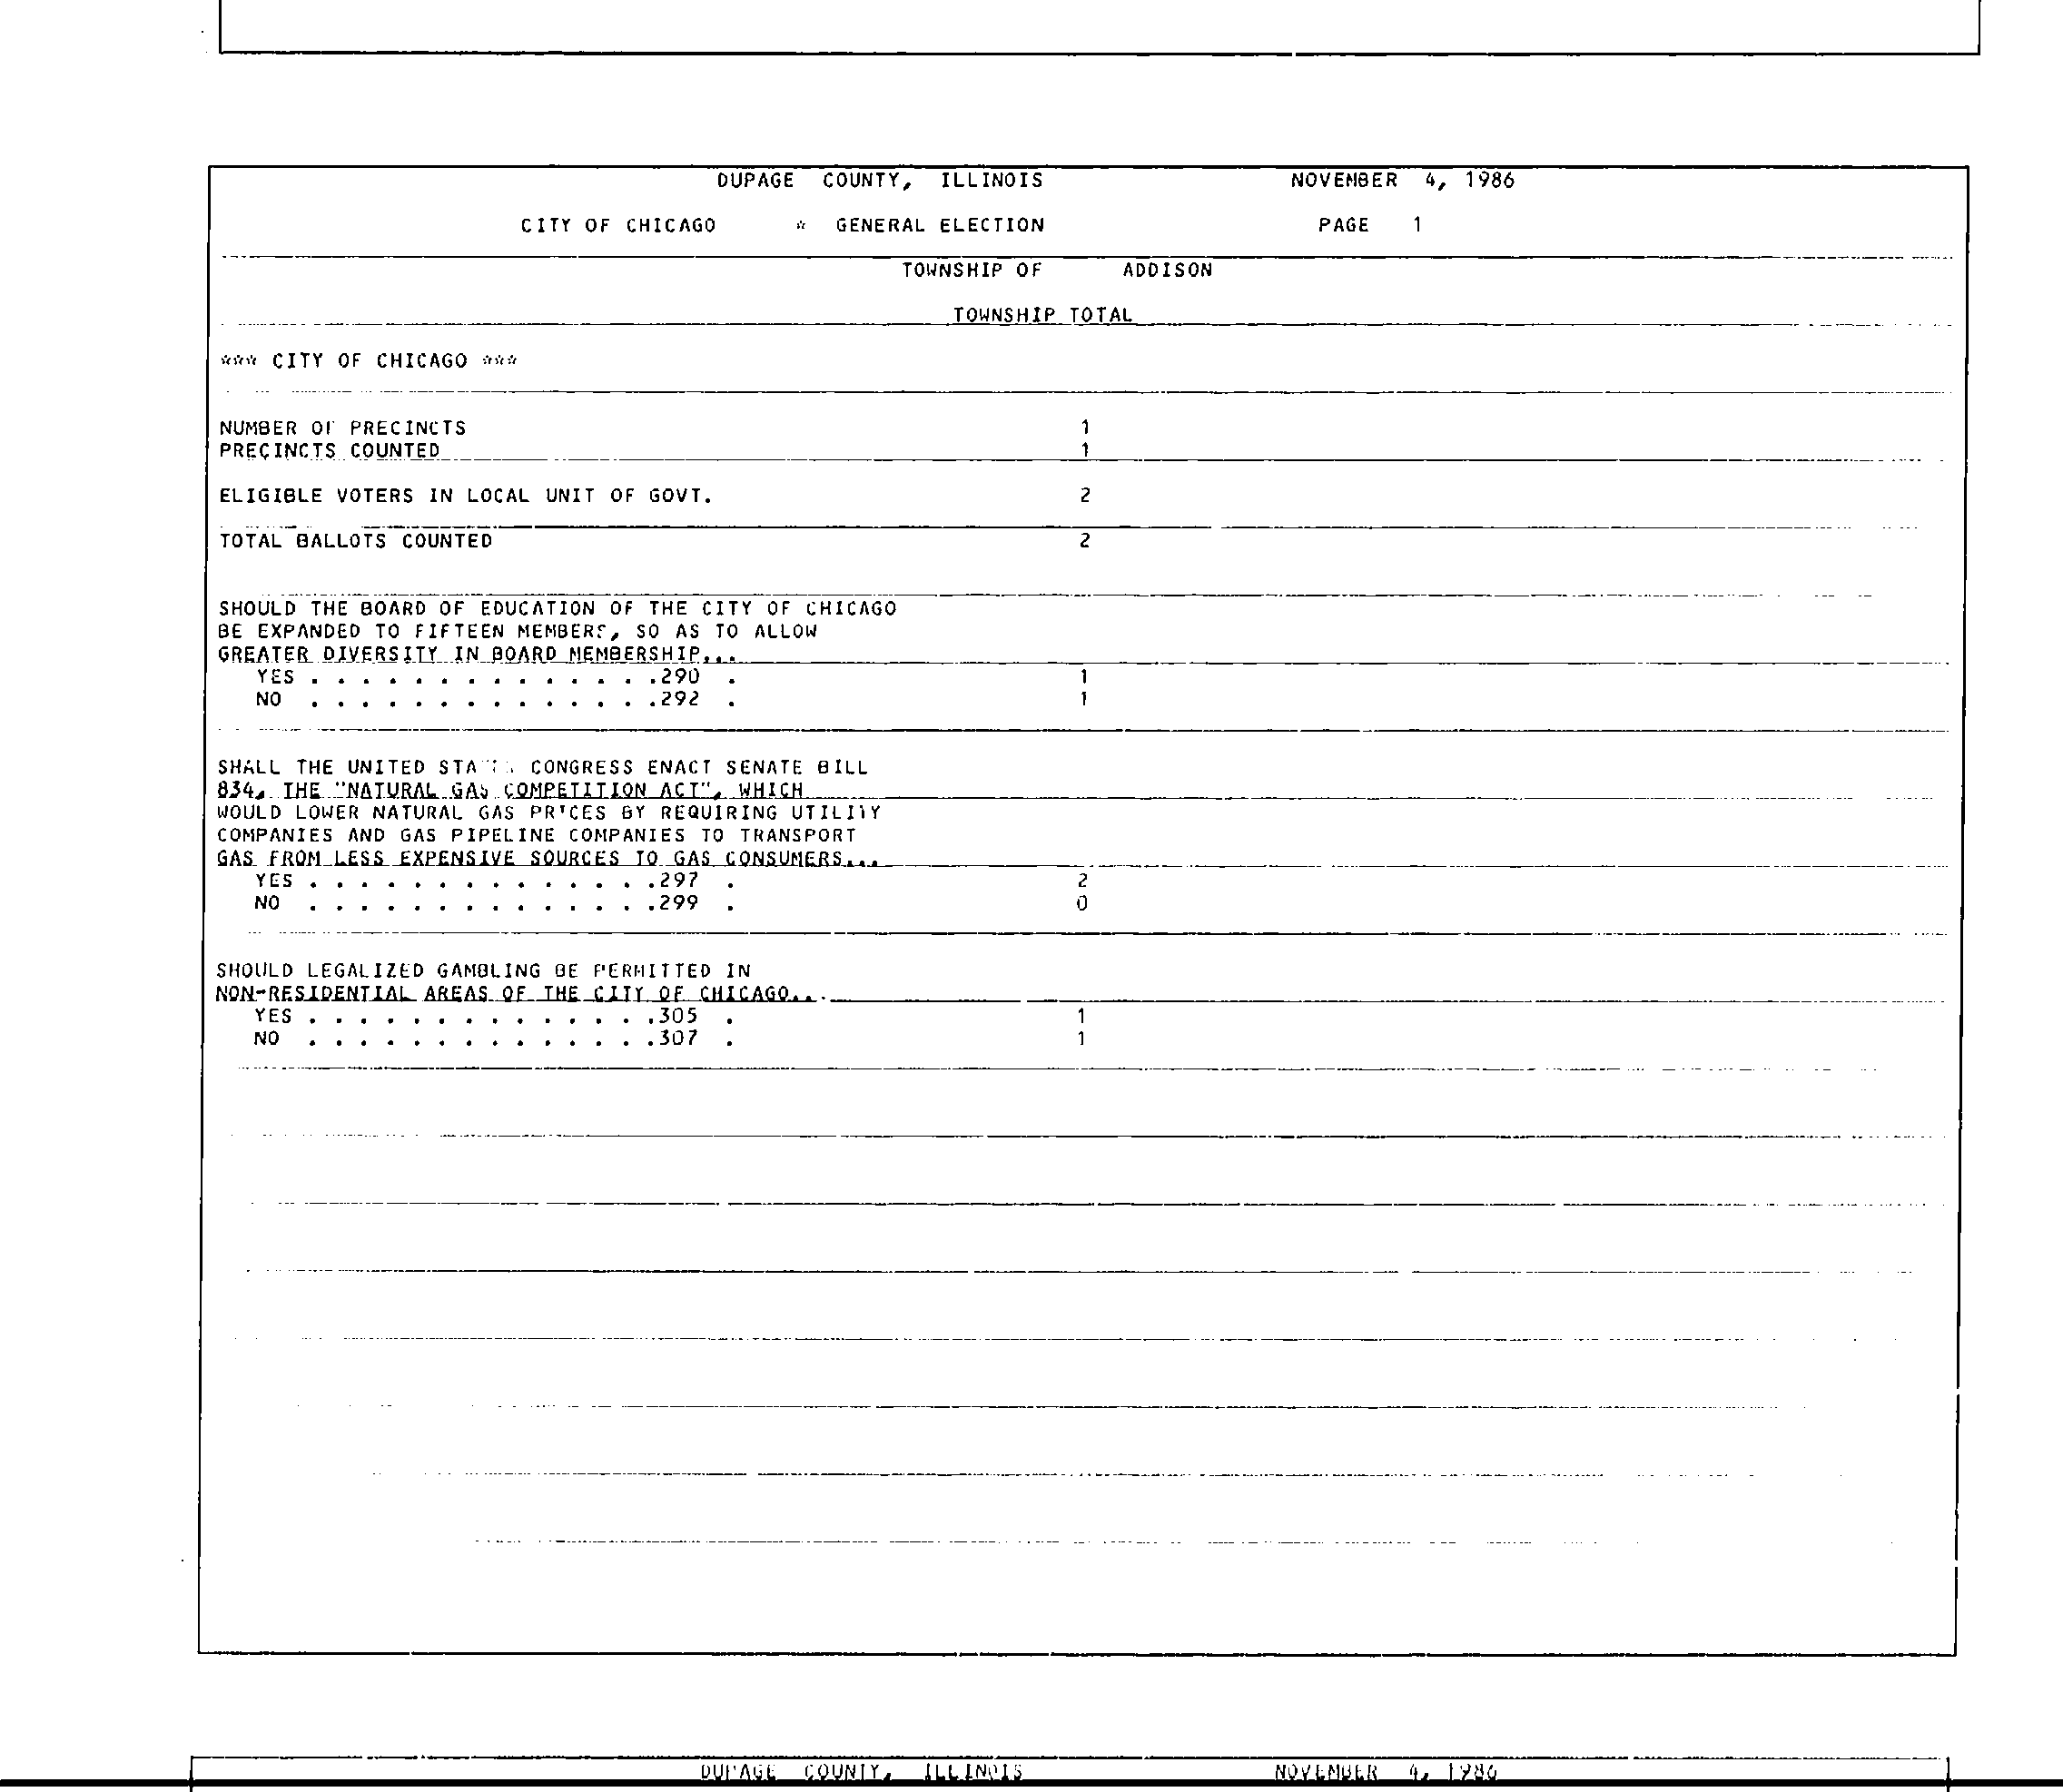 DUPAGE COUNTY, ILLINOIS NOVEMBER 4, 1986
CITY OF CHICAGO * GENERAL ELECTION PAGE 1
TOWNSHIP OF ADDISON
TOWNSHIP TOTAL
*** CITY OF CHICAGO ***
NUMBER OF PRECINCTS 1
PRECINCTS COUNTED 1
ELIGIBLE VOTERS IN LOCAL UNIT OF GOVT. 2
TOTAL BALLOTS COUNTED 2
SHOULD THE BOARD OF EDUCATION OF THE CITY OF CHICAGO
BE EXPANDED TO FIFTEEN MEMBERS, SO AS TO ALLOW
GREATER DIVERSITY IN BOARD MEMBERSHIP...
YES . . . . . . . . . . . . . .290 . 1
NO . . . . . . . . . . . . . .292 . 1
SHALL THE UNITED STATES CONGRESS ENACT SENATE BILL
834, THE "NATURAL GAS COMPETITION ACT", WHICH
WOULD LOWER NATURAL GAS PRICES BY REQUIRING UTILITY
COMPANIES AND GAS PIPELINE COMPANIES TO TRANSPORT
GAS FROM LESS EXPENSIVE SOURCES TO GAS CONSUMERS...
YES . . . . . . . . . . . . . .297 . 2
NO . . . . . . . . . . . . . .299 . 0
SHOULD LEGALIZED GAMBLING BE PERMITTED IN
NON-RESIDENTIAL AREAS OF THE CITY OF CHICAGO...
YES . . . . . . . . . . . . . .305 . 1
NO . . . . . . . . . . . . . .307 . 1
DUPAGE COUNTY, ILLINOIS NOVEMBER 4, 1986